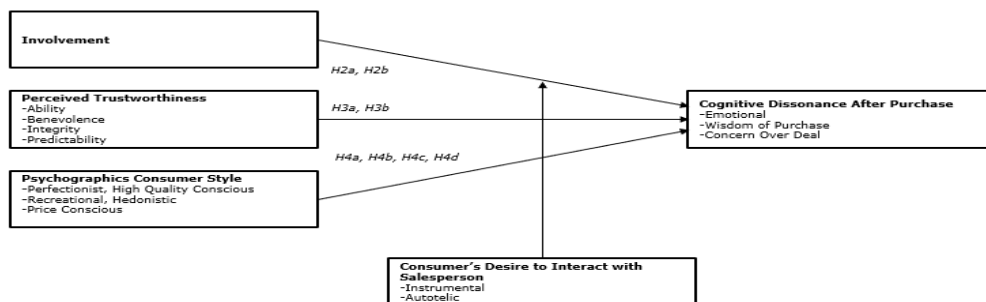 Involvement
H2a, H2b
Perceived Trustworthiness
-Ability
-Benevolence
-Integrity
-Predictability
H3a, H3b
Cognitive Dissonance After Purchase
-Emotional
-Wisdom of Purchase
-Concern Over Deal
H4a, H4b, H4c, H4d
Psychographics Consumer Style
-Perfectionist, High Quality Conscious
-Recreational, Hedonistic
-Price Conscious
Consumer's Desire to Interact with
Salesperson
-Instrumental
-Autotelic